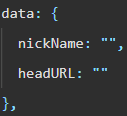 data: {
nickName: "",
headURL: ""
},